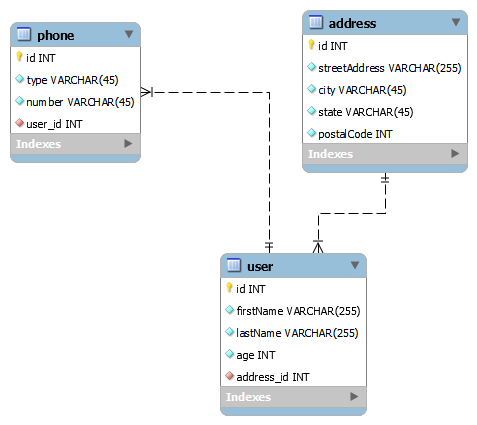 phone
id INT
type VARCHAR(45)
number VARCHAR(45)
user_id INT
Indexes
address
id INT
streetAddress VARCHAR(255)
city VARCHAR(45)
state VARCHAR(45)
postalCode INT
Indexes
user
id INT
firstName VARCHAR(255)
lastName VARCHAR(255)
age INT
address_id INT
Indexes